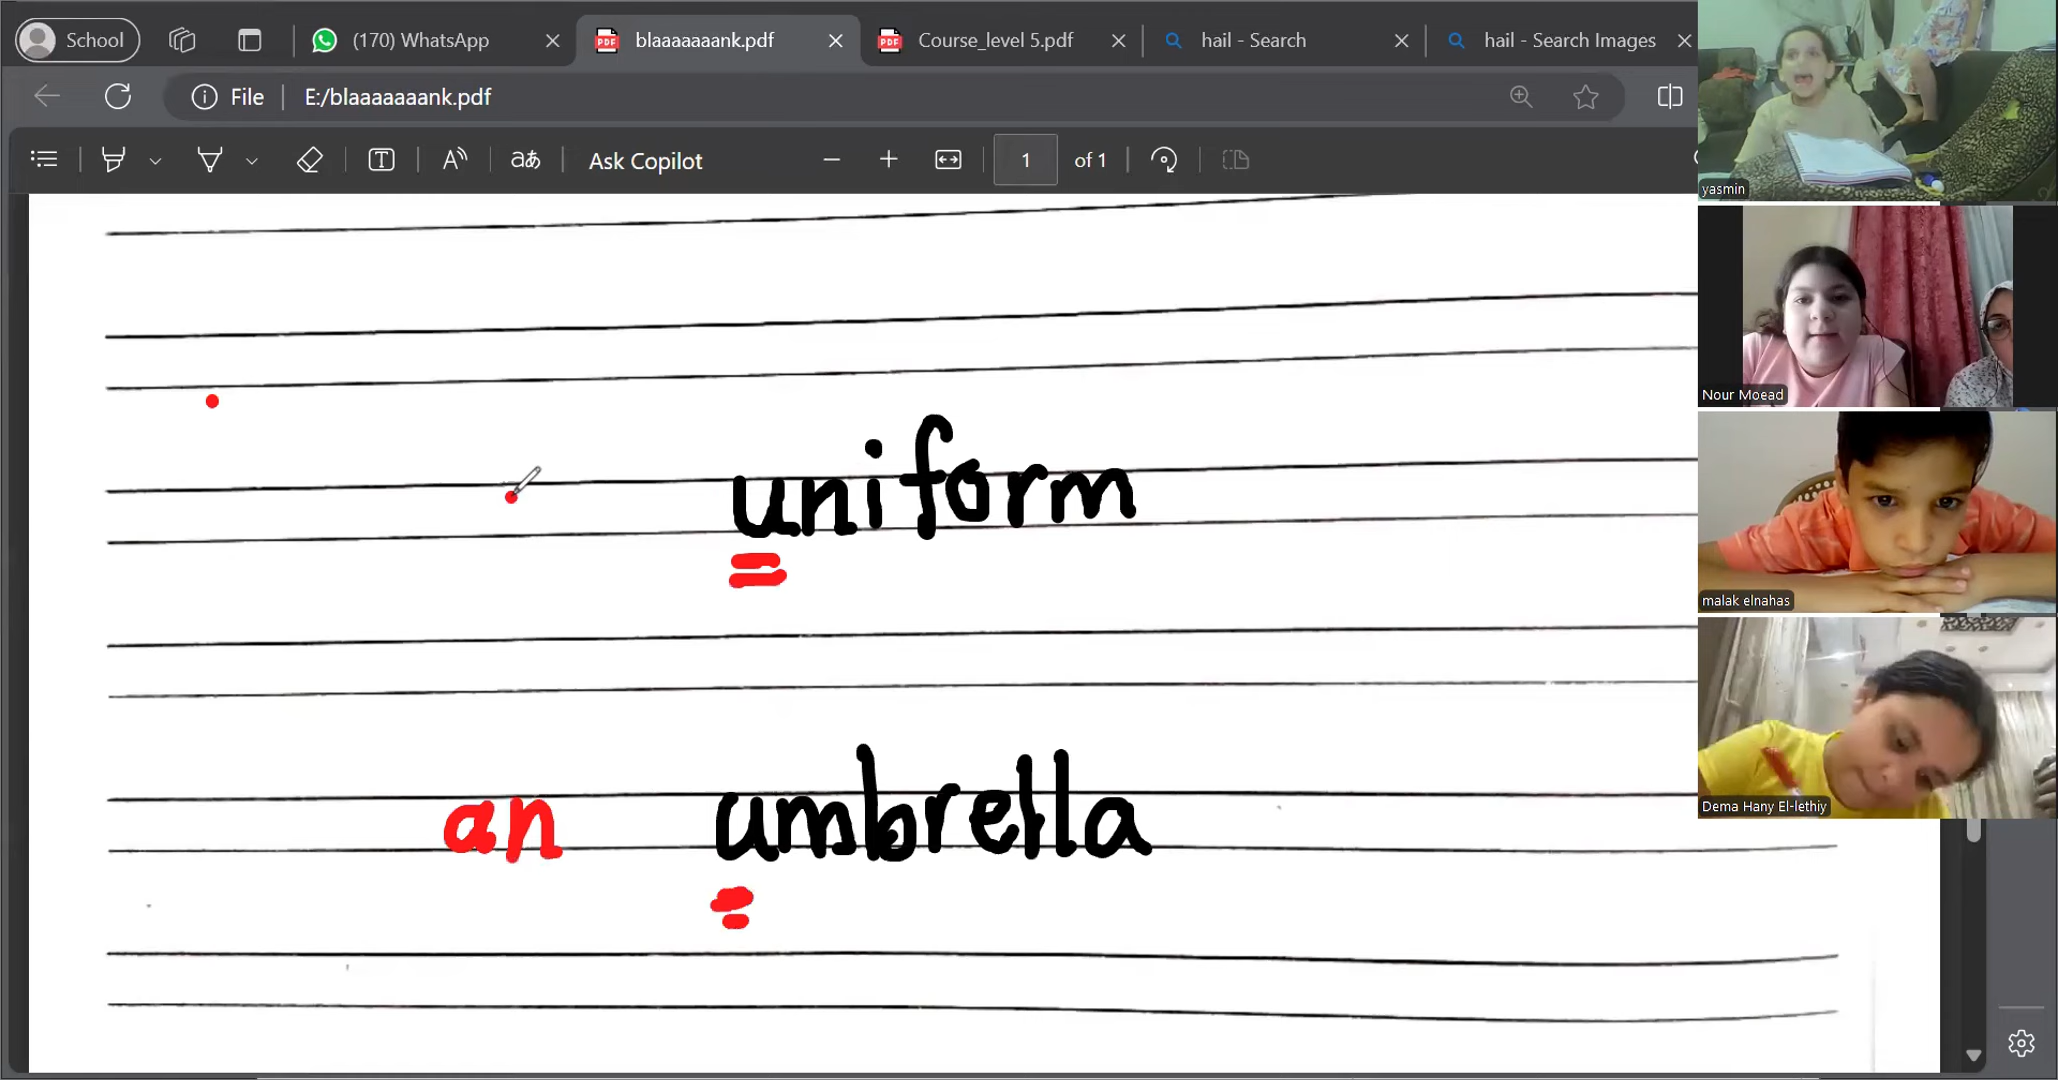 School
(170) WhatsApp
blaaaaaaank.pdf
Course_level 5.pdf
hail - Search
hail - Search Images
File
E:/blaaaaaaank.pdf
Ask Copilot
1 of 1
uniform
an umbrella
yasmin
Nour Moead
malak elnahas
Dema Hany El-lethiy